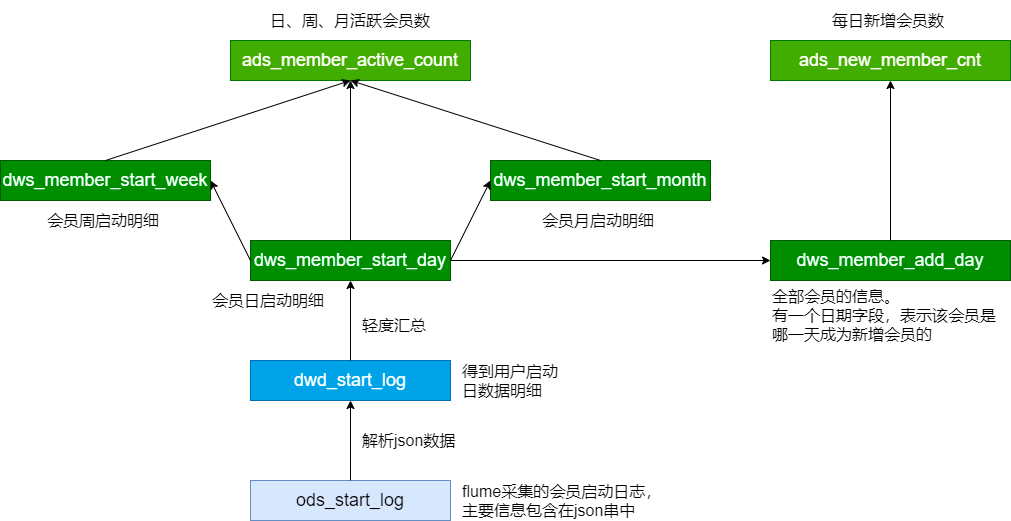 日、周、月活跃会员数
每日新增会员数
ads_member_active_count
ads_new_member_cnt
dws_member_start_week
dws_member_start_month
会员周启动明细
会员月启动明细
dws_member_start_day
dws_member_add_day
会员日启动明细
全部会员的信息。
有一个日期字段，表示该会员是
哪一天成为新增会员的
轻度汇总
dwd_start_log
得到用户启动
日数据明细
解析json数据
ods_start_log
flume采集的会员启动日志，
主要信息包含在json串中